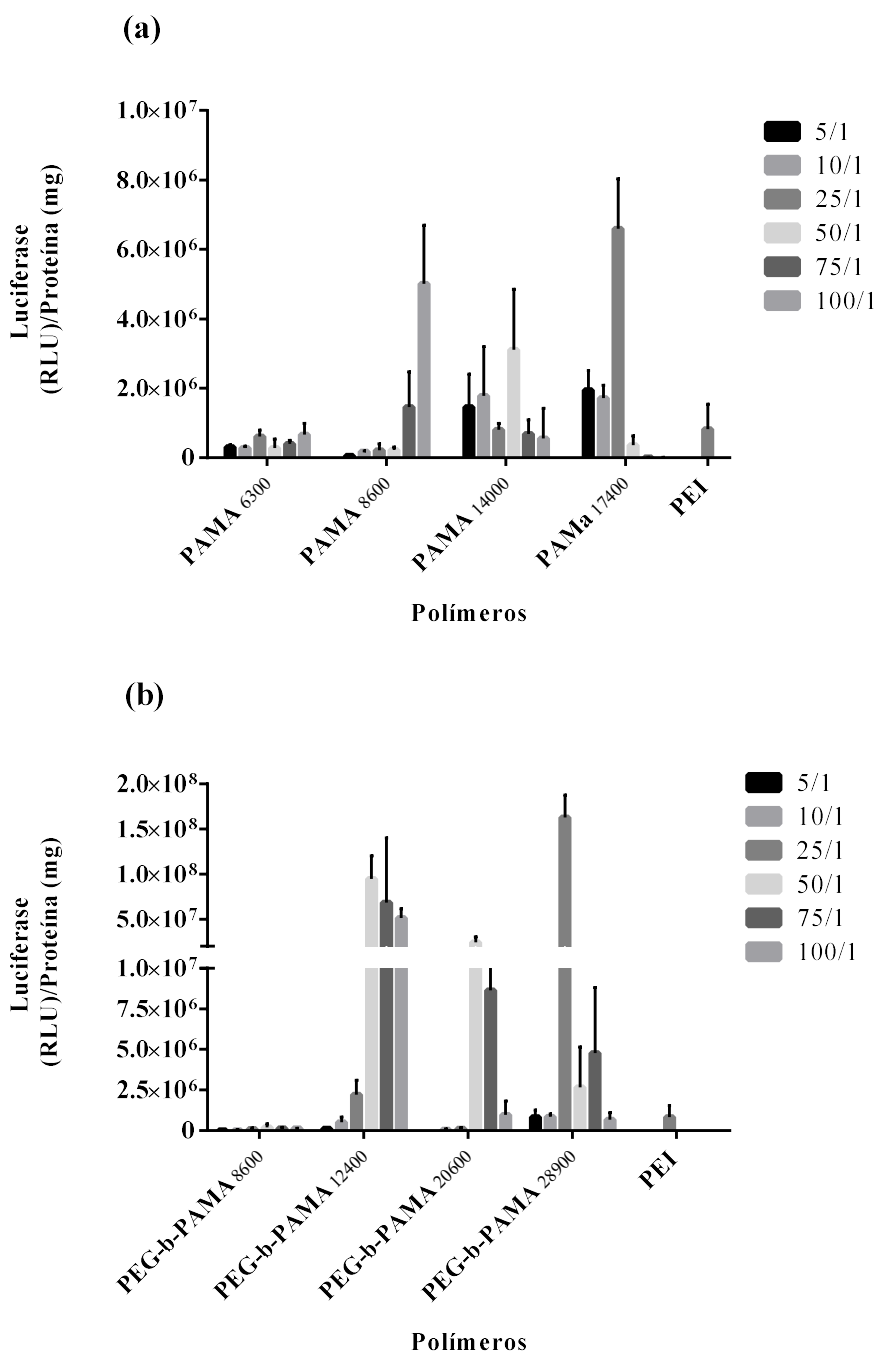 (a)
Luciferase
(RLU)/Proteína (mg)
1.0×10⁷
8.0×10⁶
6.0×10⁶
4.0×10⁶
2.0×10⁶
0
5/1
10/1
25/1
50/1
75/1
100/1
PAMA 6300
PAMA 8600
PAMA 14000
PAMa 17400
PEI
Polímeros
(b)
Luciferase
(RLU)/Proteína (mg)
2.0×10⁸
1.5×10⁸
1.0×10⁸
5.0×10⁷
1.0×10⁷
7.5×10⁶
5.0×10⁶
2.5×10⁶
0
5/1
10/1
25/1
50/1
75/1
100/1
PEG-b-PAMA 8600
PEG-b-PAMA 12400
PEG-b-PAMA 20600
PEG-b-PAMA 28900
PEI
Polímeros